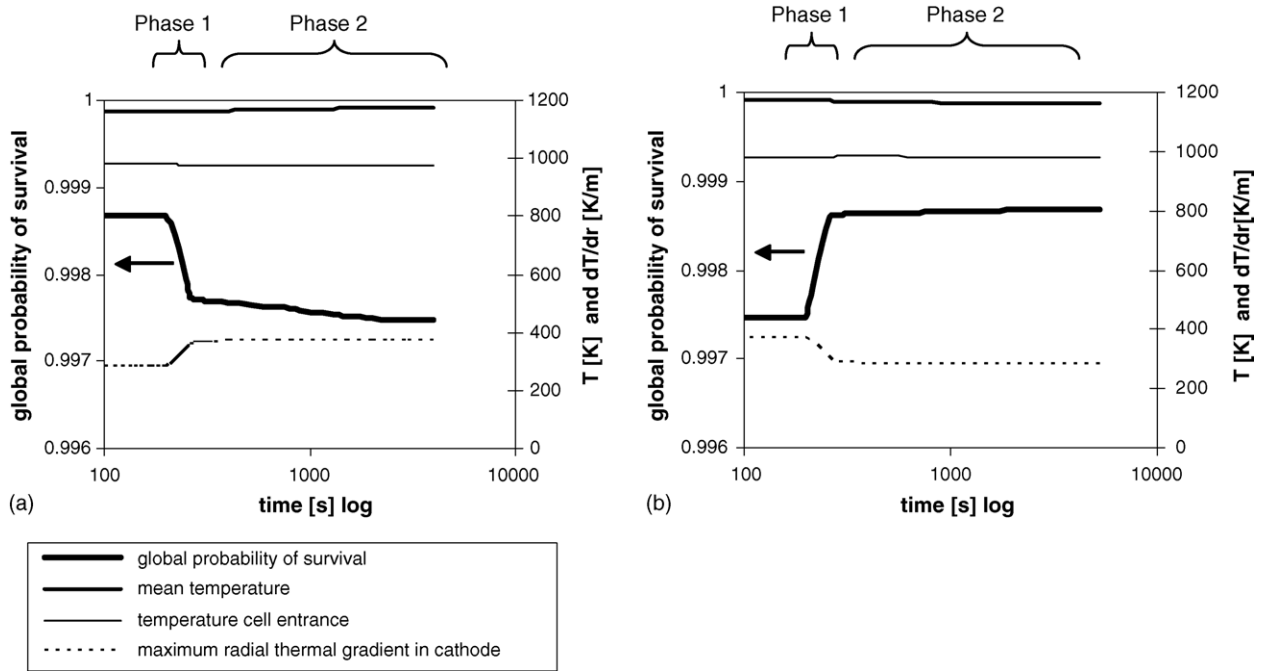 Phase 1
Phase 2
1
0.999
0.998
0.997
0.996
global probability of survival
1200
1000
800
600
400
200
0
T [K] and dT/dr [K/m]
100
1000
10000
time [s] log
(a)
Phase 1
Phase 2
1
0.999
0.998
0.997
0.996
global probability of survival
1200
1000
800
600
400
200
0
T [K] and dT/dr[K/m]
100
1000
10000
time [s] log
(b)
global probability of survival
mean temperature
temperature cell entrance
maximum radial thermal gradient in cathode